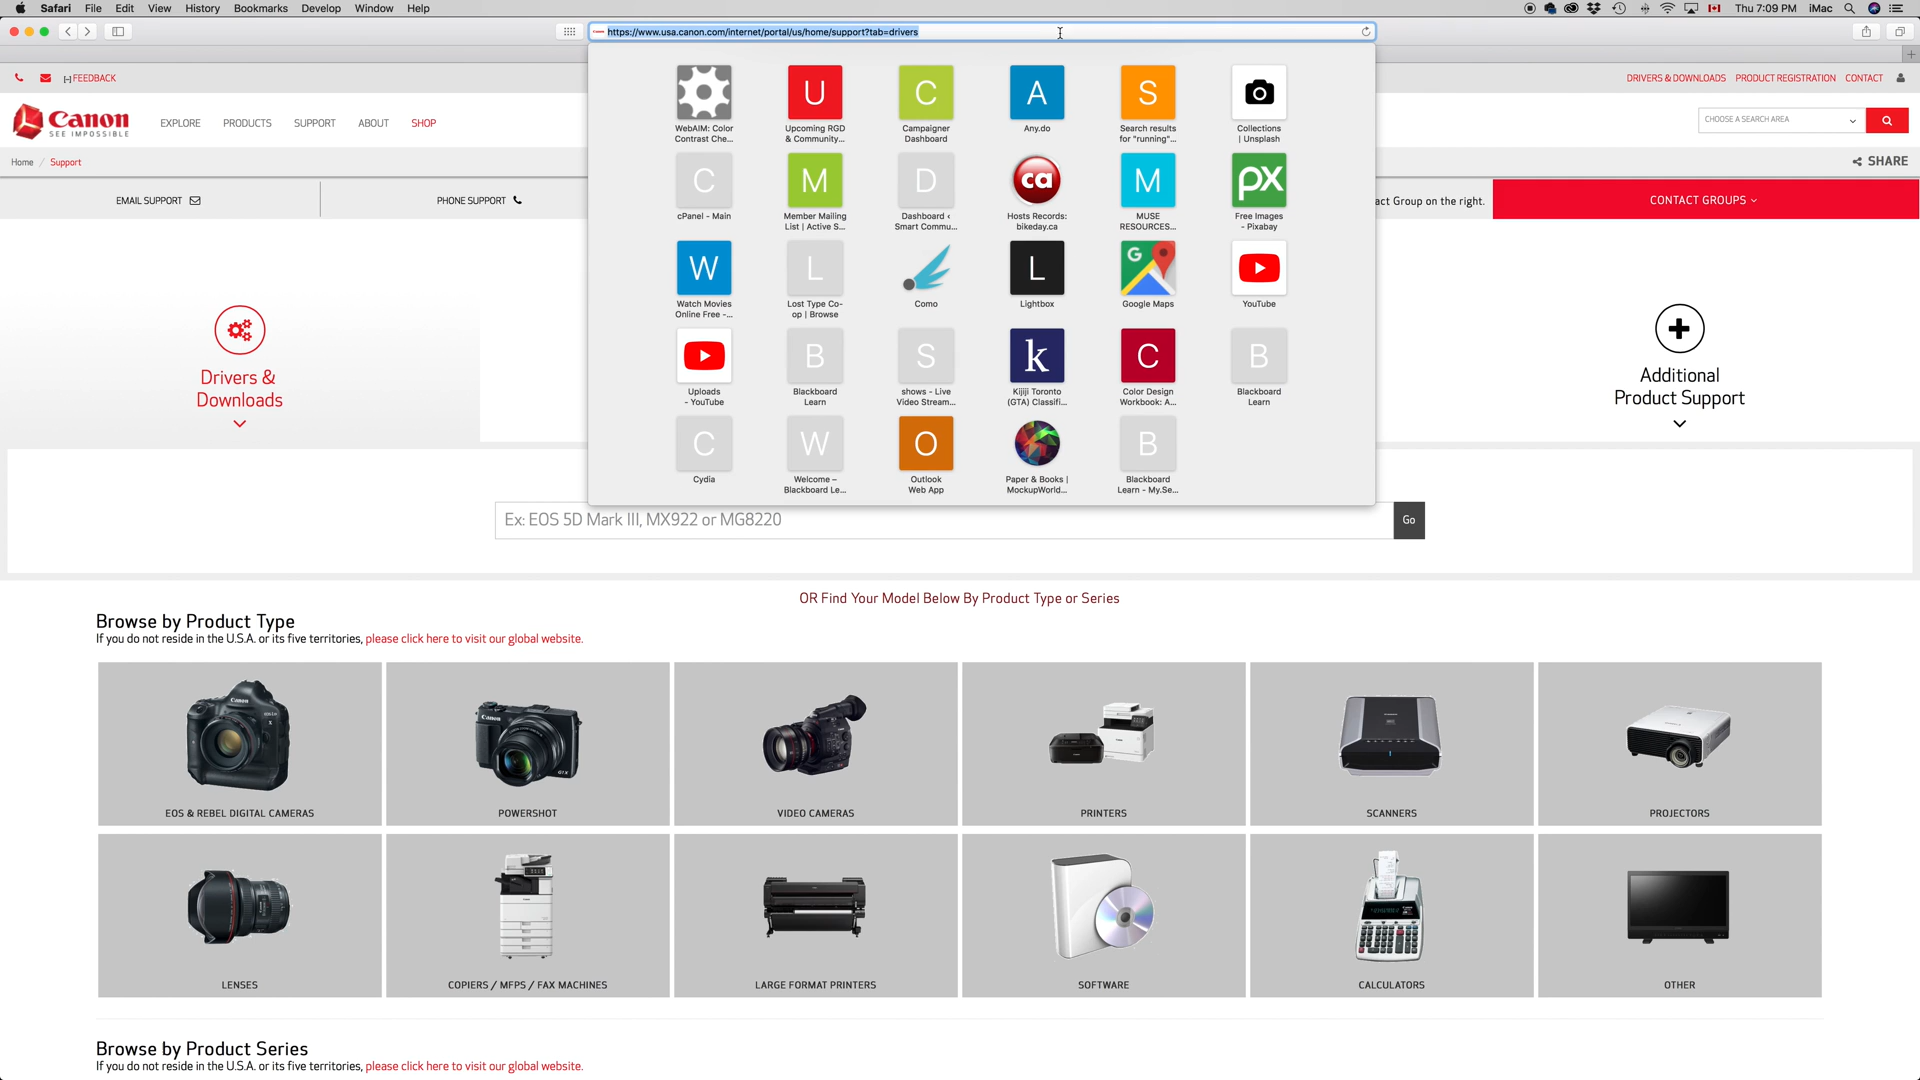 Safari File Edit View History Bookmarks Develop Window Help Thu 7:09 PM iMac
https://www.usa.canon.com/internet/portal/us/home/support?tab=drivers
[-] FEEDBACK DRIVERS & DOWNLOADS PRODUCT REGISTRATION CONTACT
Canon
SEE IMPOSSIBLE
EXPLORE PRODUCTS SUPPORT ABOUT SHOP
CHOOSE A SEARCH AREA
Home / Support
SHARE
EMAIL SUPPORT
PHONE SUPPORT
act Group on the right.
CONTACT GROUPS
U C A S
WebAIM: Color Contrast Che...
Upcoming RGD & Community...
Campaigner Dashboard
Any.do
Search results for "running"...
Collections | Unsplash
C M D ca M px
cPanel - Main
Member Mailing List | Active S...
Dashboard ‹ Smart Commu...
Hosts Records: bikeday.ca
MUSE RESOURCES...
Free Images - Pixabay
W L L G
Watch Movies Online Free -...
Lost Type Co-op | Browse
Como
Lightbox
Google Maps
YouTube
B S k C B
Uploads - YouTube
Blackboard Learn
shows - Live Video Stream...
Kijiji Toronto (GTA) Classifi...
Color Design Workbook: A...
Blackboard Learn
C W O B
Cydia
Welcome – Blackboard Le...
Outlook Web App
Paper & Books | MockupWorld...
Blackboard Learn - My.Se...
Drivers &
Downloads
Additional
Product Support
Ex: EOS 5D Mark III, MX922 or MG8220
Go
OR Find Your Model Below By Product Type or Series
Browse by Product Type
If you do not reside in the U.S.A. or its five territories, please click here to visit our global website.
EOS & REBEL DIGITAL CAMERAS
POWERSHOT
VIDEO CAMERAS
PRINTERS
SCANNERS
PROJECTORS
LENSES
COPIERS / MFPS / FAX MACHINES
LARGE FORMAT PRINTERS
SOFTWARE
CALCULATORS
OTHER
Browse by Product Series
If you do not reside in the U.S.A. or its five territories, please click here to visit our global website.